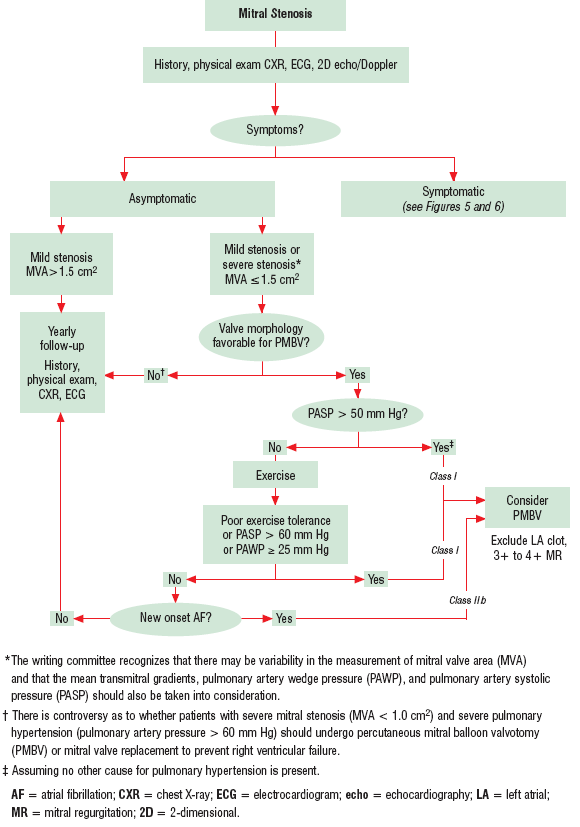 Mitral Stenosis
History, physical exam CXR, ECG, 2D echo/Doppler
Symptoms?
Asymptomatic
Symptomatic
(see Figures 5 and 6)
Mild stenosis
MVA>1.5 cm²
Mild stenosis or
severe stenosis*
MVA ≤1.5 cm²
Yearly
follow-up
History,
physical exam,
CXR, ECG
Valve morphology
favorable for PMBV?
No†
Yes
PASP > 50 mm Hg?
No
Yes‡
Class I
Exercise
Consider
PMBV
Exclude LA clot,
3+ to 4+ MR
Poor exercise tolerance
or PASP > 60 mm Hg
or PAWP ≥ 25 mm Hg
Class I
No
Yes
Class IIb
No
New onset AF?
Yes
*The writing committee recognizes that there may be variability in the measurement of mitral valve area (MVA)
and that the mean transmitral gradients, pulmonary artery wedge pressure (PAWP), and pulmonary artery systolic
pressure (PASP) should also be taken into consideration.
† There is controversy as to whether patients with severe mitral stenosis (MVA < 1.0 cm²) and severe pulmonary
hypertension (pulmonary artery pressure > 60 mm Hg) should undergo percutaneous mitral balloon valvotomy
(PMBV) or mitral valve replacement to prevent right ventricular failure.
‡ Assuming no other cause for pulmonary hypertension is present.
AF = atrial fibrillation; CXR = chest X-ray; ECG = electrocardiogram; echo = echocardiography; LA = left atrial;
MR = mitral regurgitation; 2D = 2-dimensional.